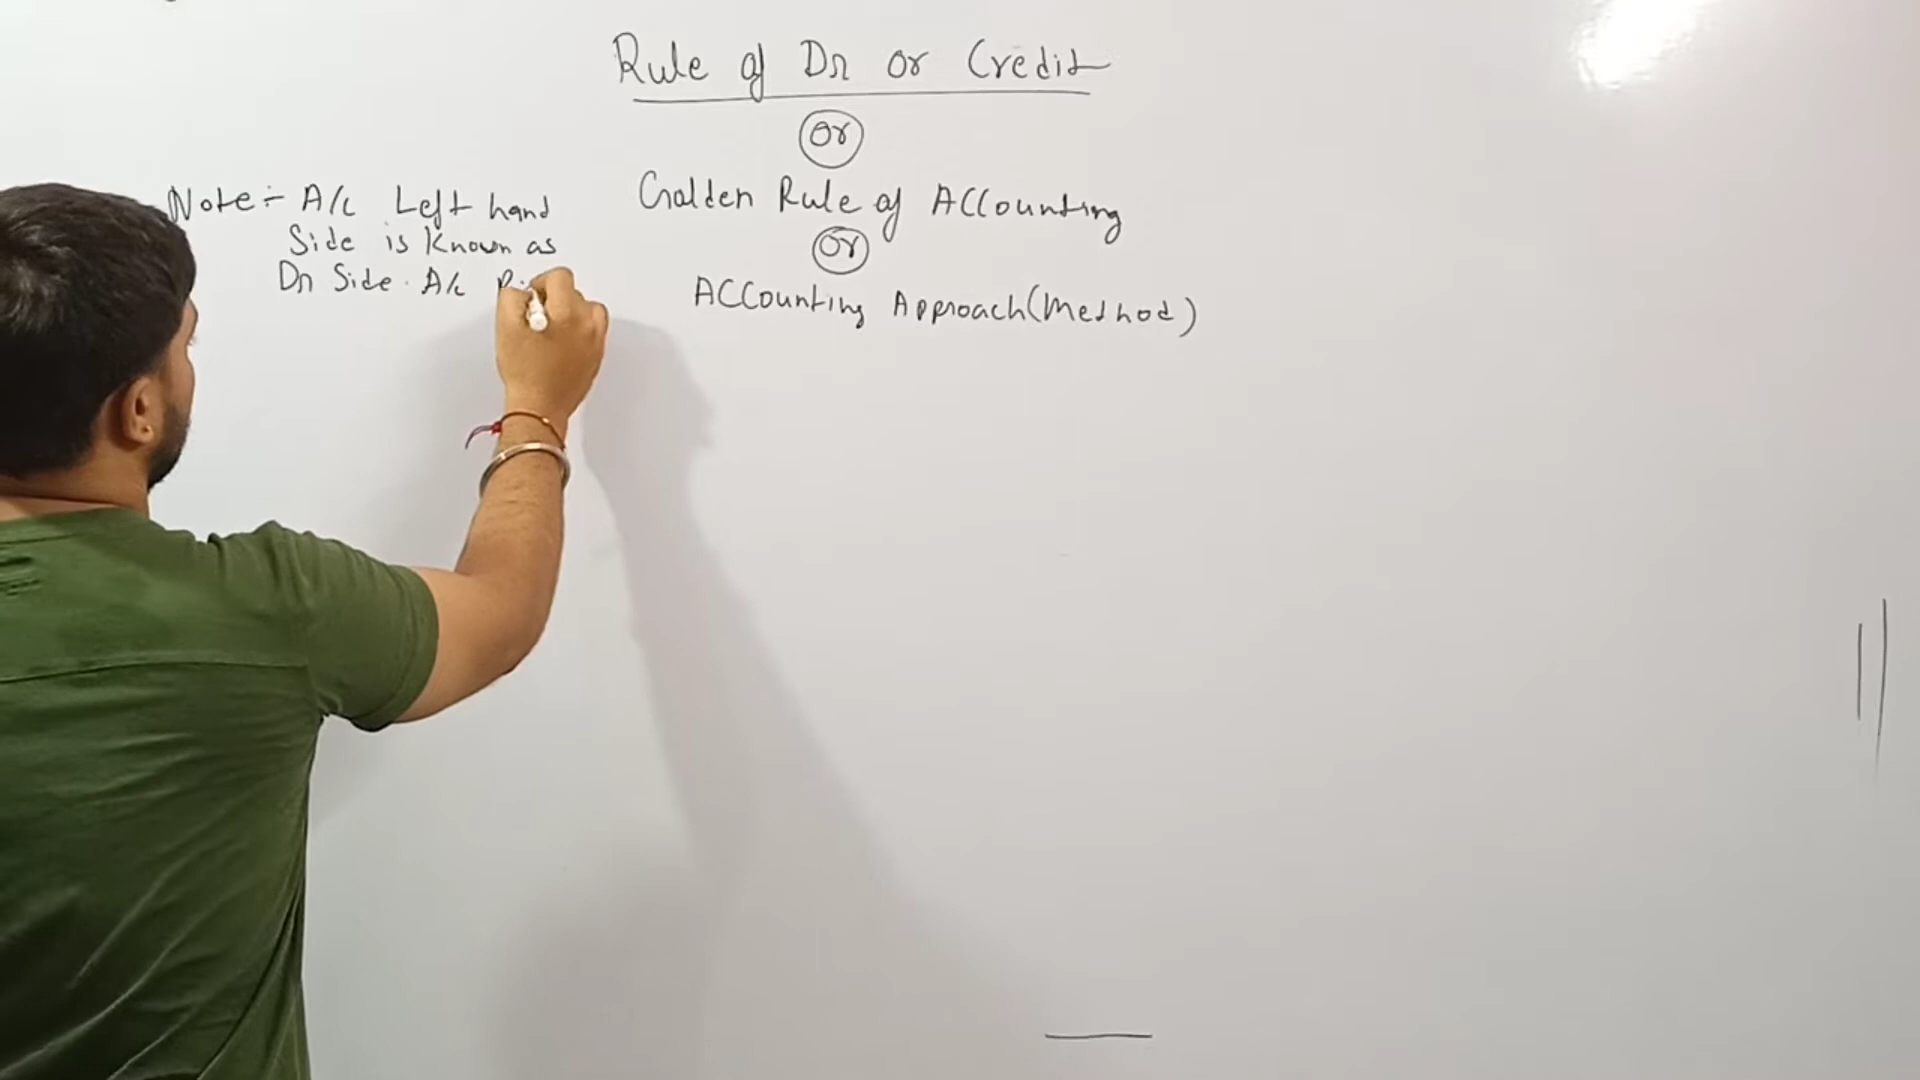 Rule of Dr or Credit
Or
Golden Rule of Accounting
Or
Accounting Approach (Method)
Note:- A/c Left hand
Side is Known as
Dr Side. A/c